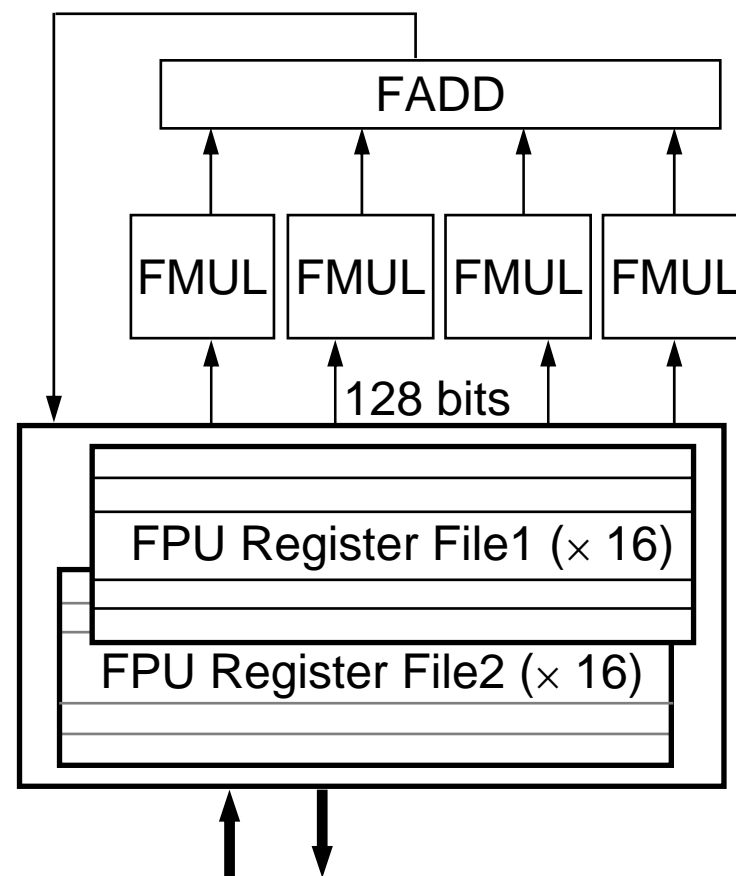 FADD
FMUL FMUL FMUL FMUL
128 bits
FPU Register File1 (× 16)
FPU Register File2 (× 16)